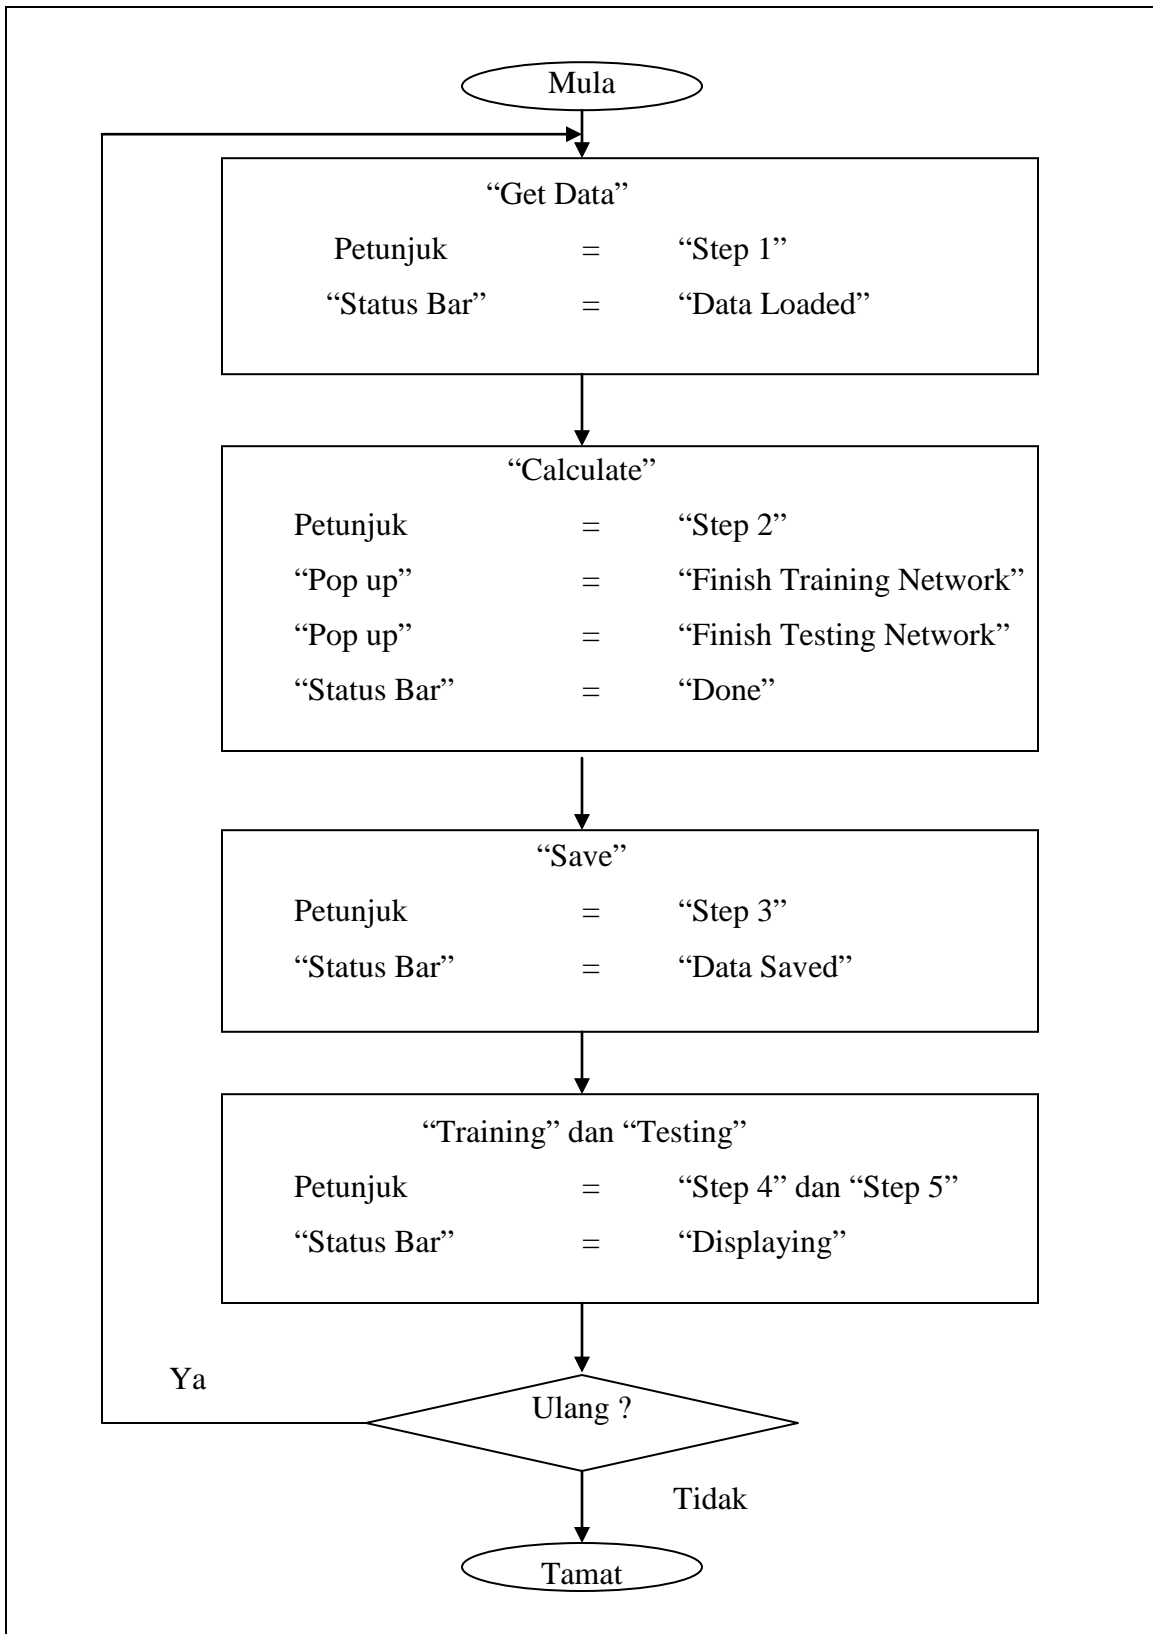 Mula
“Get Data”
Petunjuk = “Step 1”
“Status Bar” = “Data Loaded”
“Calculate”
Petunjuk = “Step 2”
“Pop up” = “Finish Training Network”
“Pop up” = “Finish Testing Network”
“Status Bar” = “Done”
“Save”
Petunjuk = “Step 3”
“Status Bar” = “Data Saved”
“Training” dan “Testing”
Petunjuk = “Step 4” dan “Step 5”
“Status Bar” = “Displaying”
Ya
Ulang ?
Tidak
Tamat